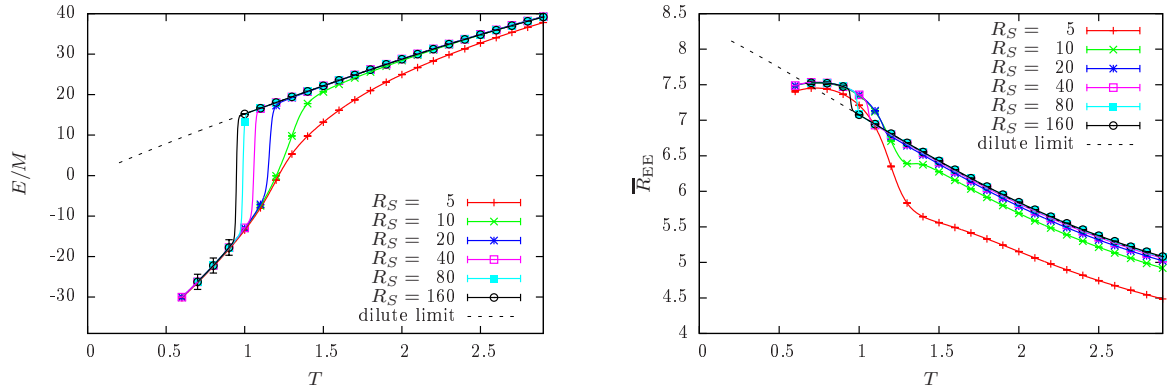 40
30
20
10
0
-10
-20
-30
E/M
R_S = 5
R_S = 10
R_S = 20
R_S = 40
R_S = 80
R_S = 160
dilute limit
0
0.5
1
1.5
2
2.5
T
8.5
8
7.5
7
6.5
6
5.5
5
4.5
4
R̅_EE
R_S = 5
R_S = 10
R_S = 20
R_S = 40
R_S = 80
R_S = 160
dilute limit
0
0.5
1
1.5
2
2.5
T